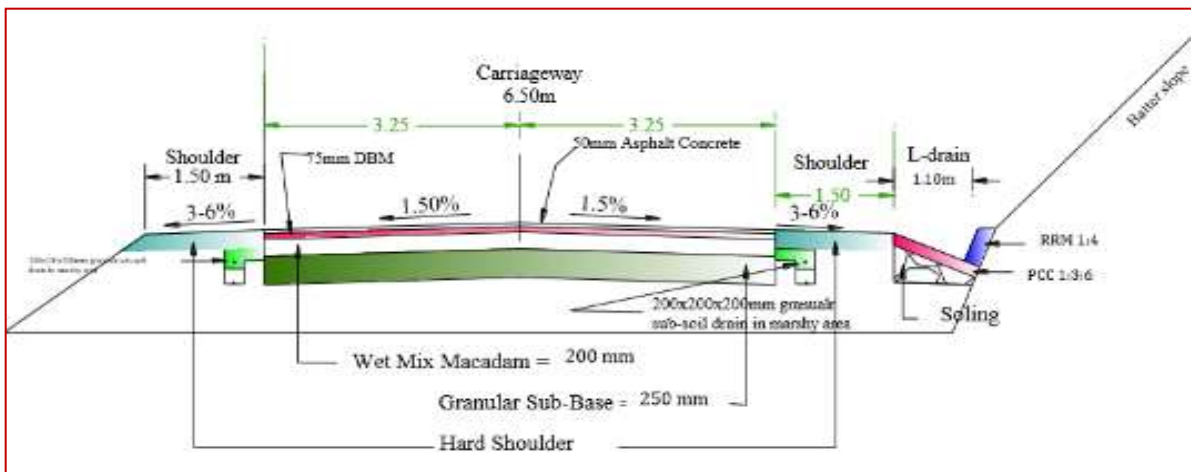 Carriageway
6.50m
3.25
3.25
75mm DBM
50mm Asphalt Concrete
Shoulder
1.50 m
Shoulder
1.50
L-drain
1.10m
Batter slope
3-6%
1.50%
1.5%
3-6%
RRM 1:4
PCC 1:3:6
200x200x200mm
sub-soil drain in marshy area
Soling
Wet Mix Macadam = 200 mm
Granular Sub-Base = 250 mm
Hard Shoulder